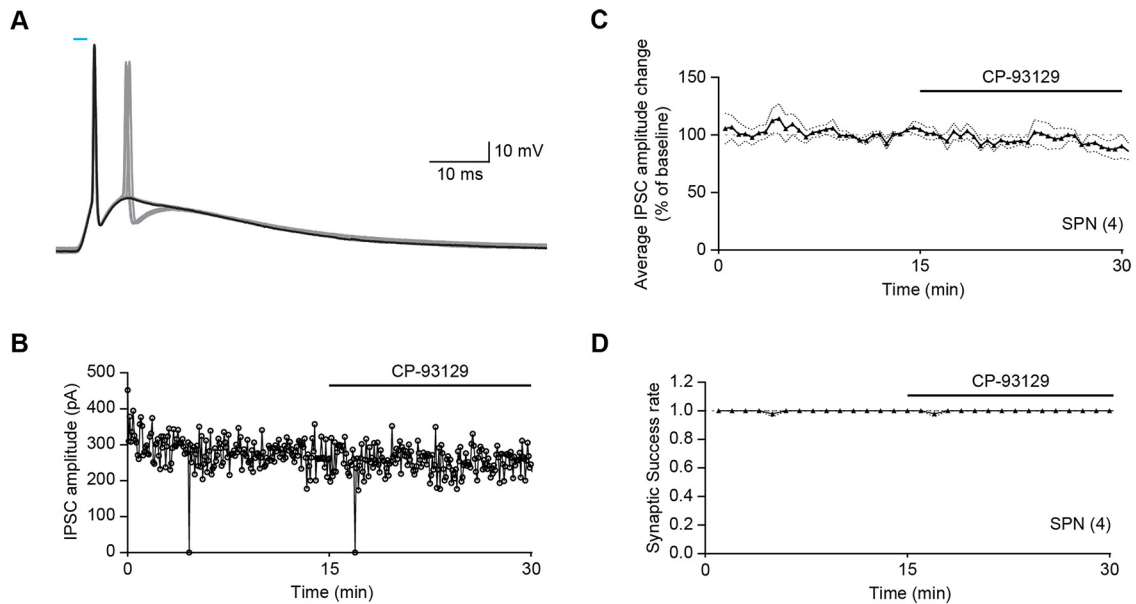 A
10 mV
10 ms
B
CP-93129
500
400
300
200
100
0
IPSC amplitude (pA)
0
15
30
Time (min)
C
CP-93129
150
100
50
0
Average IPSC amplitude change
(% of baseline)
SPN (4)
0
15
30
Time (min)
D
CP-93129
1.2
1.0
0.8
0.6
0.4
0.2
0.0
Synaptic Success rate
SPN (4)
0
15
30
Time (min)